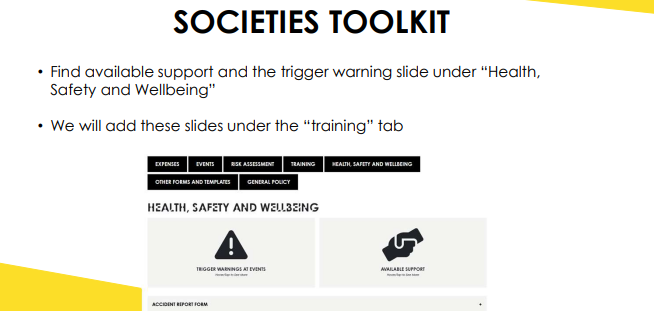 SOCIETIES TOOLKIT
• Find available support and the trigger warning slide under “Health,
Safety and Wellbeing”
• We will add these slides under the “training” tab
EXPENSES EVENTS RISK ASSESSMENT TRAINING HEALTH, SAFETY AND WELLBEING
OTHER FORMS AND TEMPLATES GENERAL POLICY
HEALTH, SAFETY AND WELLBEING
TRIGGER WARNINGS AT EVENTS AVAILABLE SUPPORT
ACCIDENT REPORT FORM +